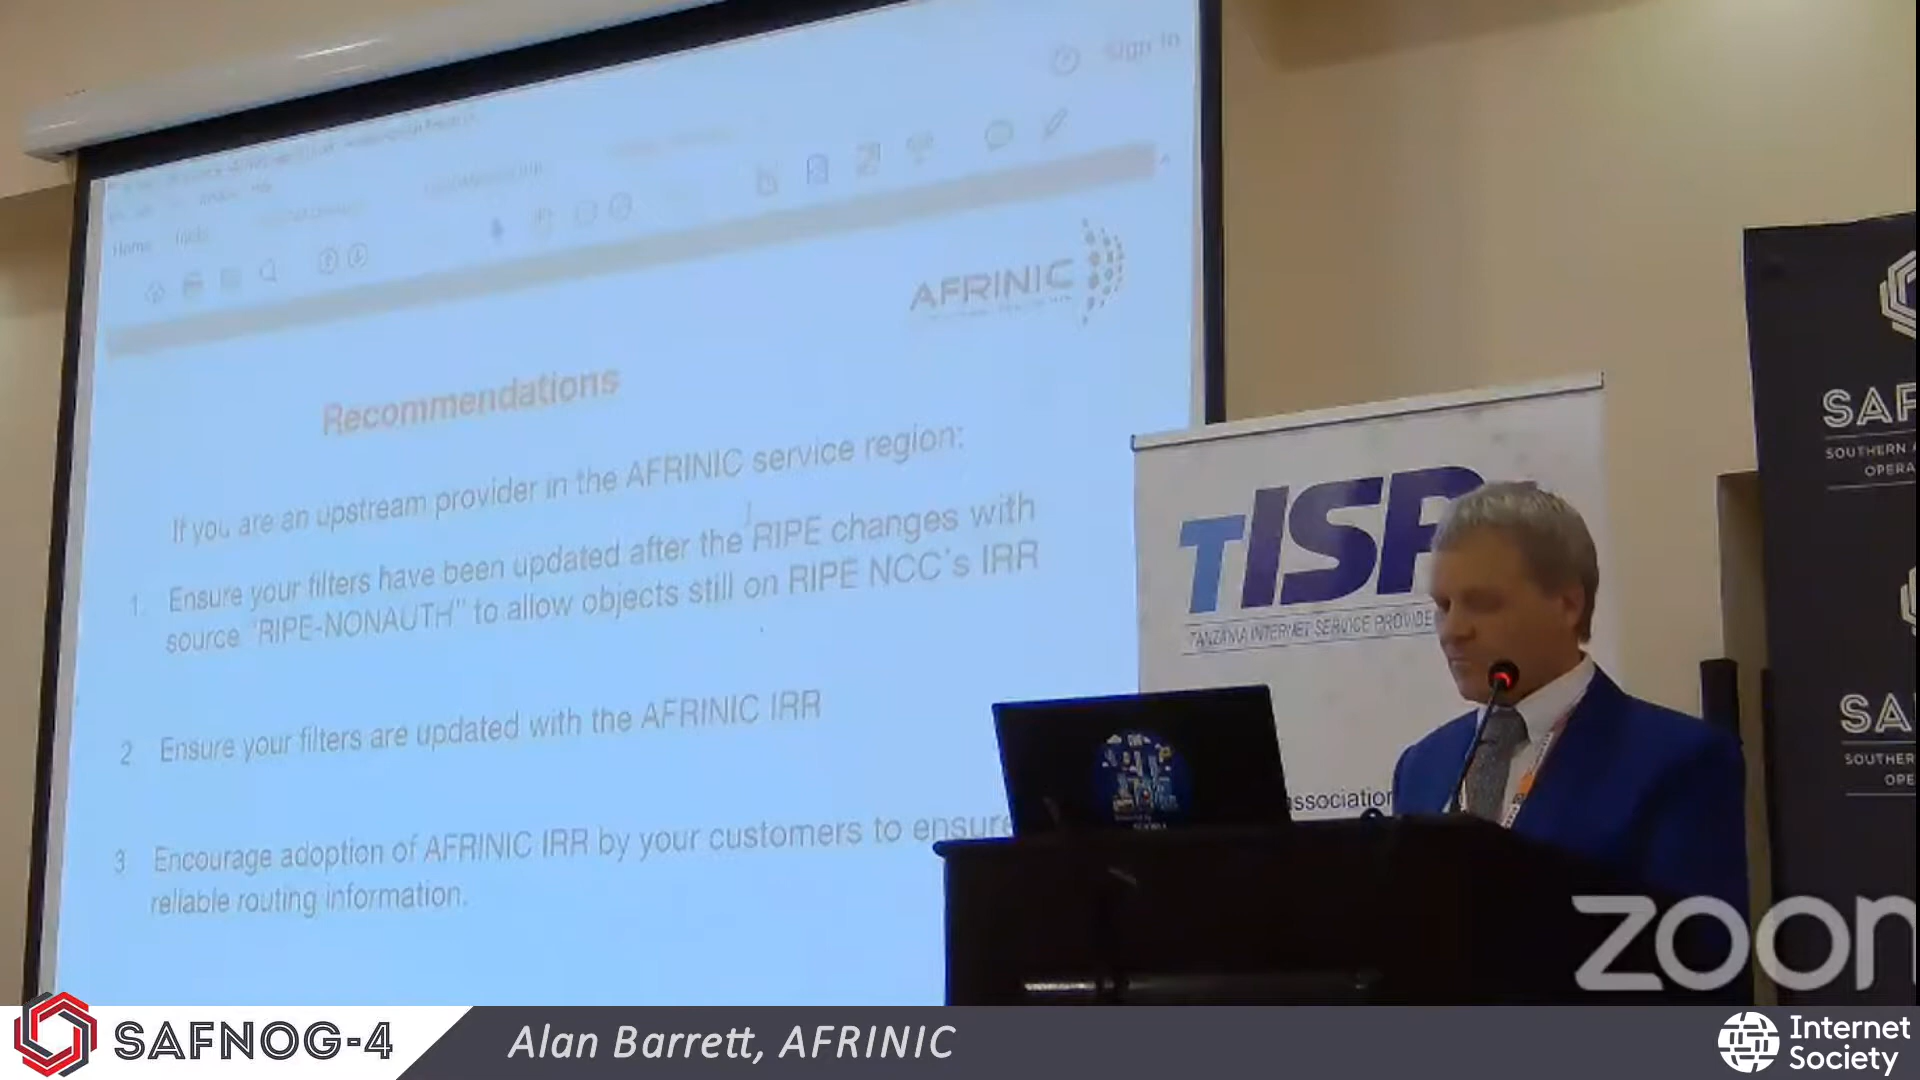 Sign In
Home
Tools
AFRINIC
Recommendations
If you are an upstream provider in the AFRINIC service region:
1. Ensure your filters have been updated after the RIPE changes with
source "RIPE-NONAUTH" to allow objects still on RIPE NCC's IRR
2 Ensure your filters are updated with the AFRINIC IRR
3 Encourage adoption of AFRINIC IRR by your customers to ensure
reliable routing information.
TISP
TANZANIA INTERNET SERVICE PROVIDE
association
SAF
SOUTHERN
OPERA
SA
SOUTHER
OPE
zoom
SAFNOG-4
Alan Barrett, AFRINIC
Internet
Society